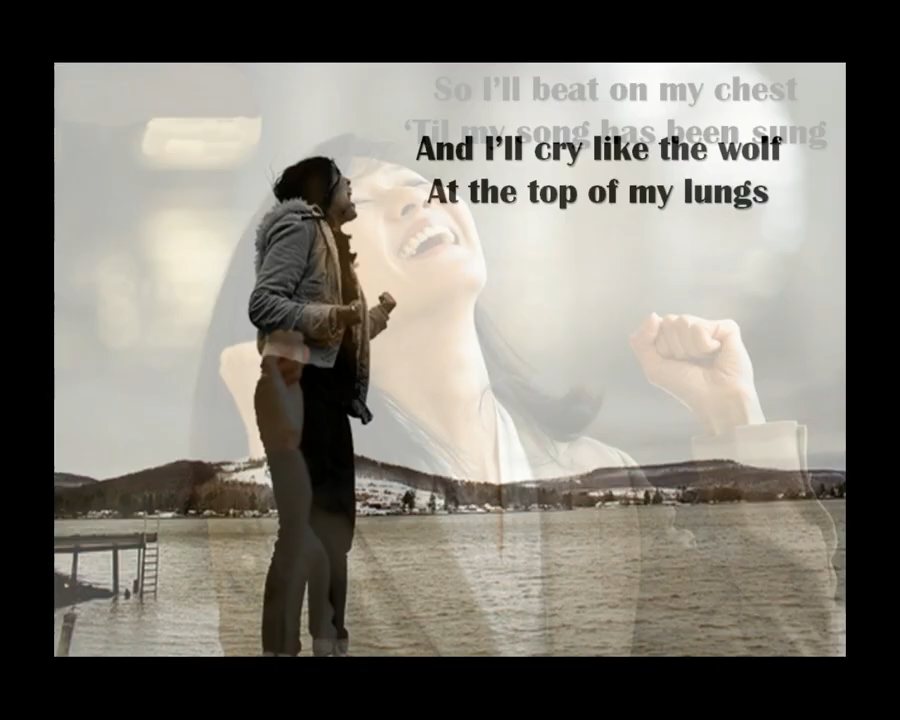 So I'll beat on my chest
'Til my song has been sung
And I'll cry like the wolf
At the top of my lungs